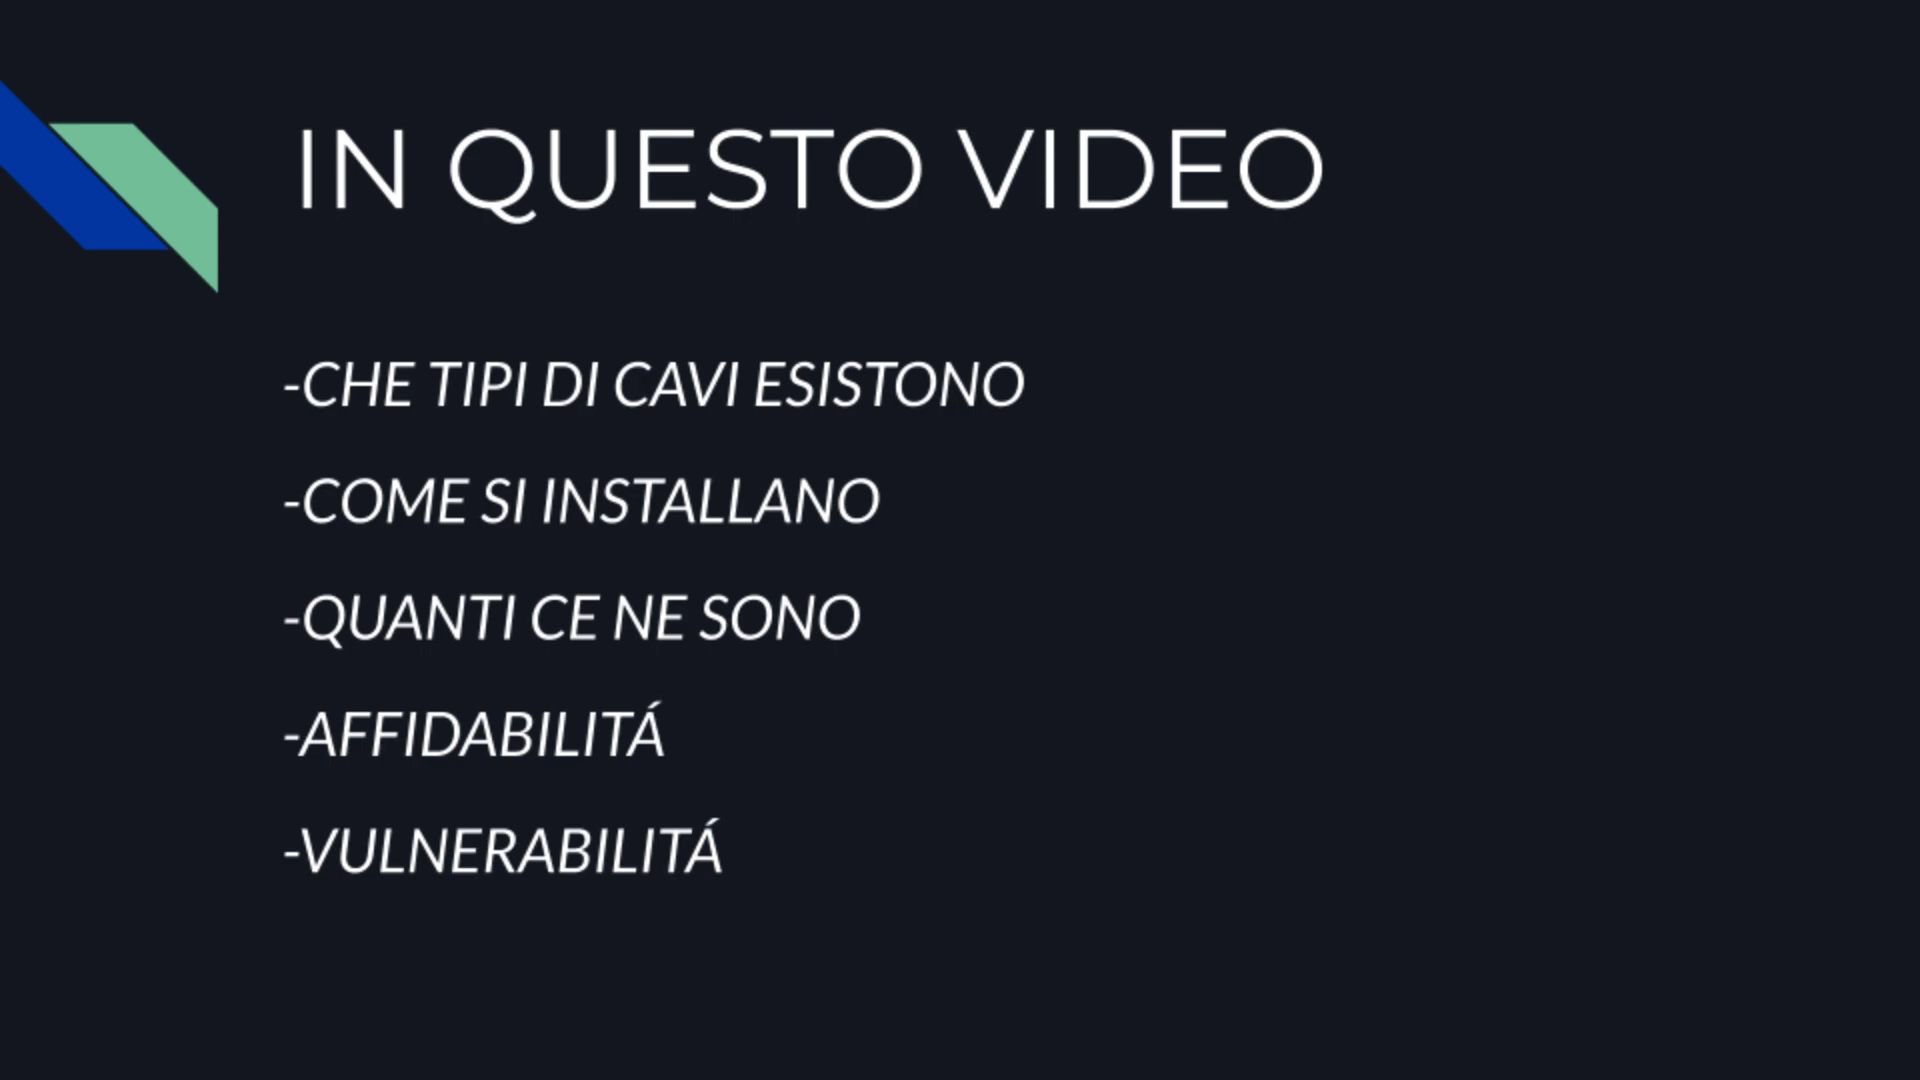 IN QUESTO VIDEO
-CHE TIPI DI CAVI ESISTONO
-COME SI INSTALLANO
-QUANTI CE NE SONO
-AFFIDABILITÁ
-VULNERABILITÁ